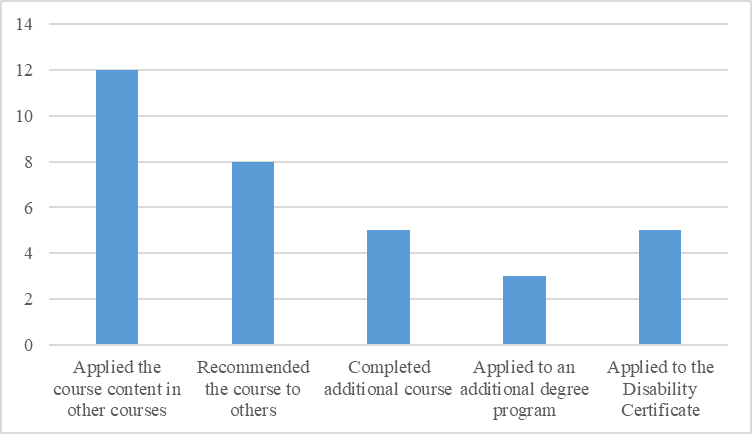 14
12
10
8
6
4
2
0
Applied the
course content in
other courses
Recommended
the course to
others
Completed
additional course
Applied to an
additional degree
program
Applied to the
Disability
Certificate